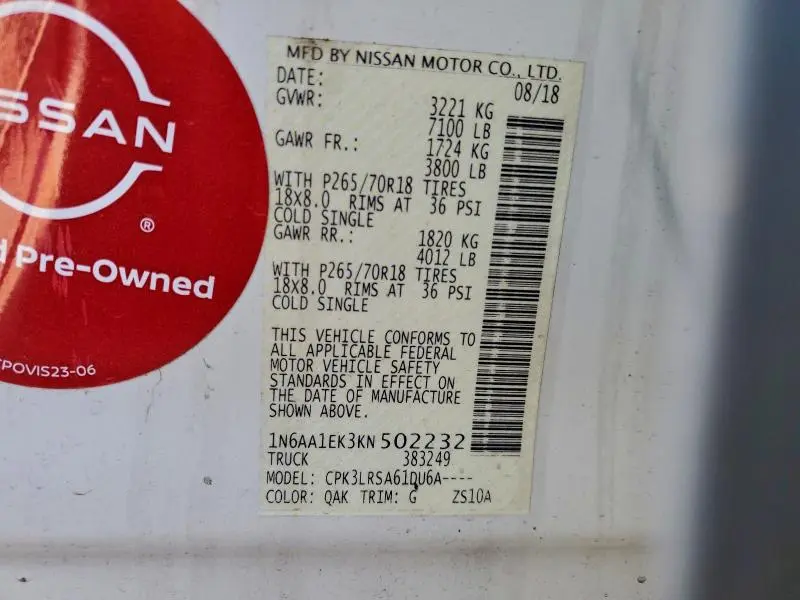 SSAN
®
d Pre-Owned
POVIS23-06
MFD BY NISSAN MOTOR CO., LTD.
DATE: 08/18
GVWR: 3221 KG
7100 LB
GAWR FR.: 1724 KG
3800 LB
WITH P265/70R18 TIRES
18X8.0 RIMS AT 36 PSI
COLD SINGLE
GAWR RR.: 1820 KG
4012 LB
WITH P265/70R18 TIRES
18X8.0 RIMS AT 36 PSI
COLD SINGLE
THIS VEHICLE CONFORMS TO
ALL APPLICABLE FEDERAL
MOTOR VEHICLE SAFETY
STANDARDS IN EFFECT ON
THE DATE OF MANUFACTURE
SHOWN ABOVE.
1N6AA1EK3KN502232
TRUCK 383249
MODEL: CPK3LRSA61DU6A----
COLOR: QAK TRIM: G ZS10A